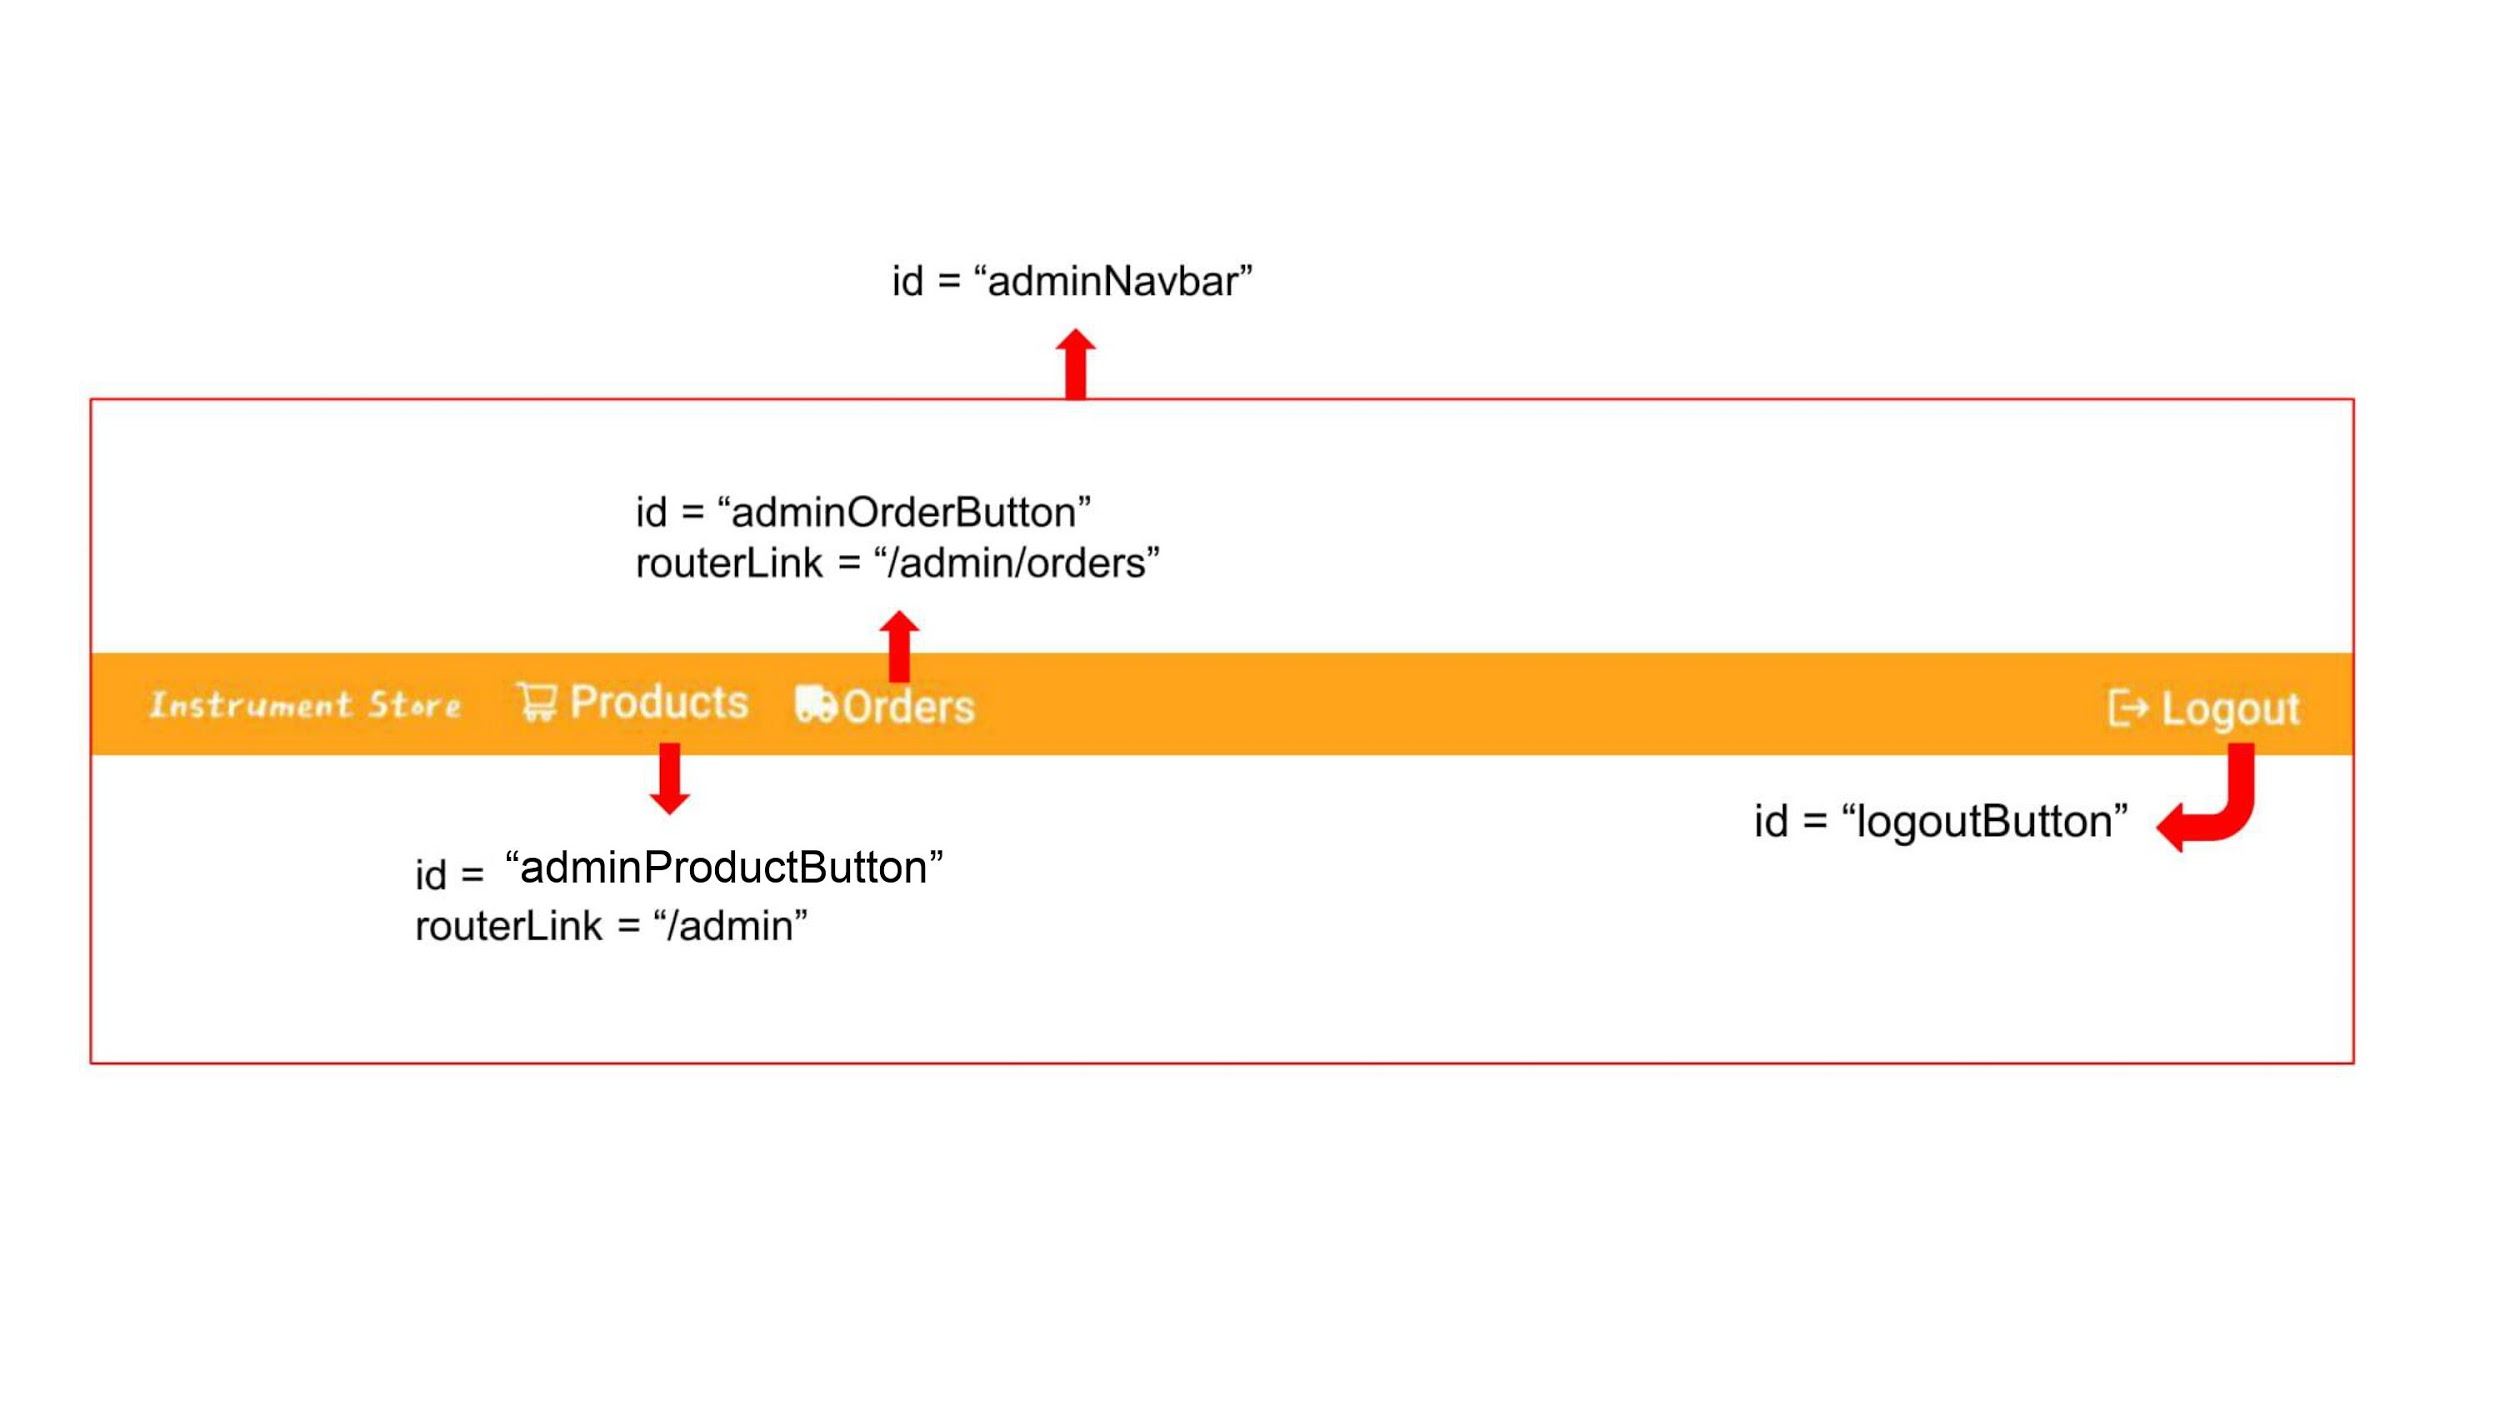 id = “adminNavbar”
id = “adminOrderButton”
routerLink = “/admin/orders”
Instrument Store Products Orders Logout
id = “logoutButton”
id = “adminProductButton”
routerLink = “/admin”